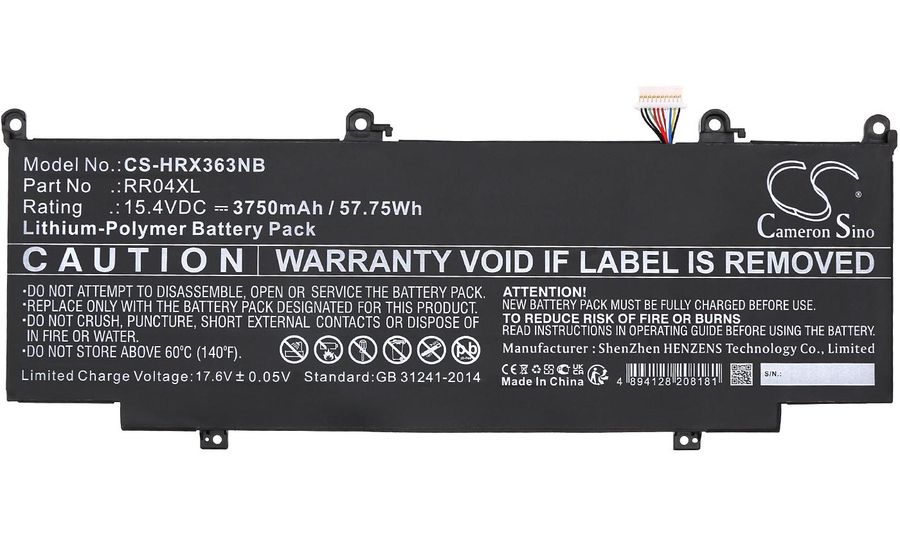 Model No.:CS-HRX363NB
Part No :RR04XL
Rating :15.4VDC ⎓ 3750mAh / 57.75Wh
Lithium-Polymer Battery Pack
CS
Cameron Sino
CAUTION WARRANTY VOID IF LABEL IS REMOVED
•DO NOT ATTEMPT TO DISASSEMBLE, OPEN OR SERVICE THE BATTERY PACK.
•REPLACE ONLY WITH THE BATTERY PACK DESIGNATED FOR THIS PRODUCT.
•DO NOT CRUSH, PUNCTURE, SHORT EXTERNAL CONTACTS OR DISPOSE OF
IN FIRE OR WATER.
•DO NOT STORE ABOVE 60°C (140°F).
Li-ion
Pb
Limited Charge Voltage:17.6V± 0.05V Standard:GB 31241-2014
ATTENTION!
NEW BATTERY PACK MUST BE FULLY CHARGED BEFORE USE.
TO REDUCE RISK OF FIRE OR BURNS
READ INSTRUCTIONS IN OPERATING GUIDE BEFORE USING THE BATTERY.
Manufacturer : ShenZhen HENZENS Technology Co., Limited
Made In China
4 894128 208181
S/N.: